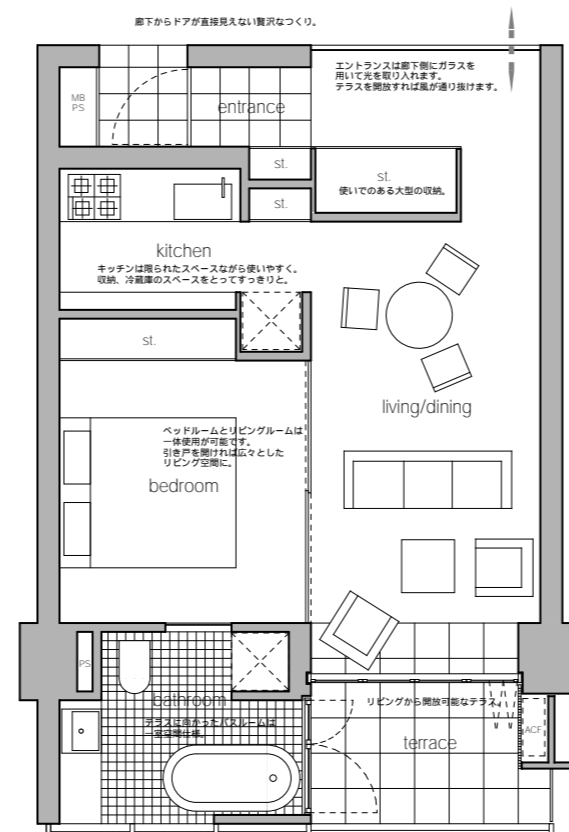 廊下からドアが直接見えない贅沢なつくり。
エントランスは廊下側にガラスを
用いて光を取り入れます。
テラスを開放すれば風が通り抜けます。
MB
PS
entrance
st.
st.
使いでのある大型の収納。
st.
kitchen
キッチンは限られたスペースながら使いやすく。
収納、冷蔵庫のスペースをとってすっきりと。
st.
living/dining
ベッドルームとリビングルームは
一体使用が可能です。
引き戸を開ければ広々とした
リビング空間に。
bedroom
PS
bathroom
リビングから開放可能なテラス。
テラスに向かったバスルームは
一室空間仕様。
terrace
ACF